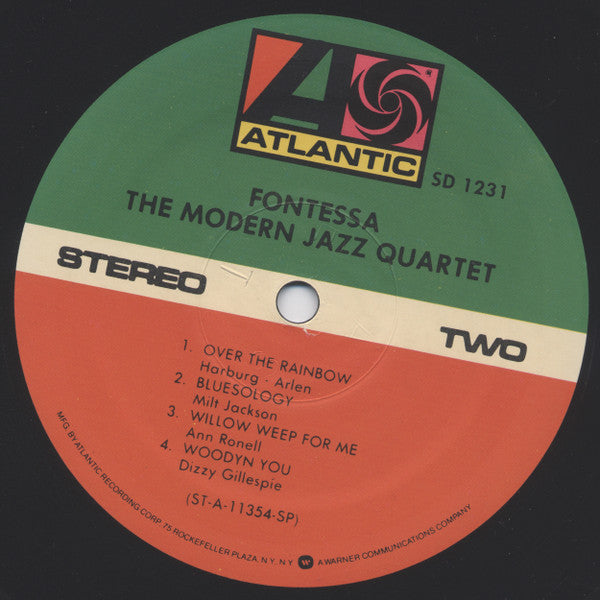 ATLANTIC
SD 1231
FONTESSA
THE MODERN JAZZ QUARTET
STEREO
TWO
1. OVER THE RAINBOW
Harburg - Arlen
2. BLUESOLOGY
Milt Jackson
3. WILLOW WEEP FOR ME
Ann Ronell
4. WOODYN YOU
Dizzy Gillespie
(ST-A-11354-SP)
MFG. BY ATLANTIC RECORDING CORP. 75 ROCKEFELLER PLAZA, N.Y., N.Y. A WARNER COMMUNICATIONS COMPANY